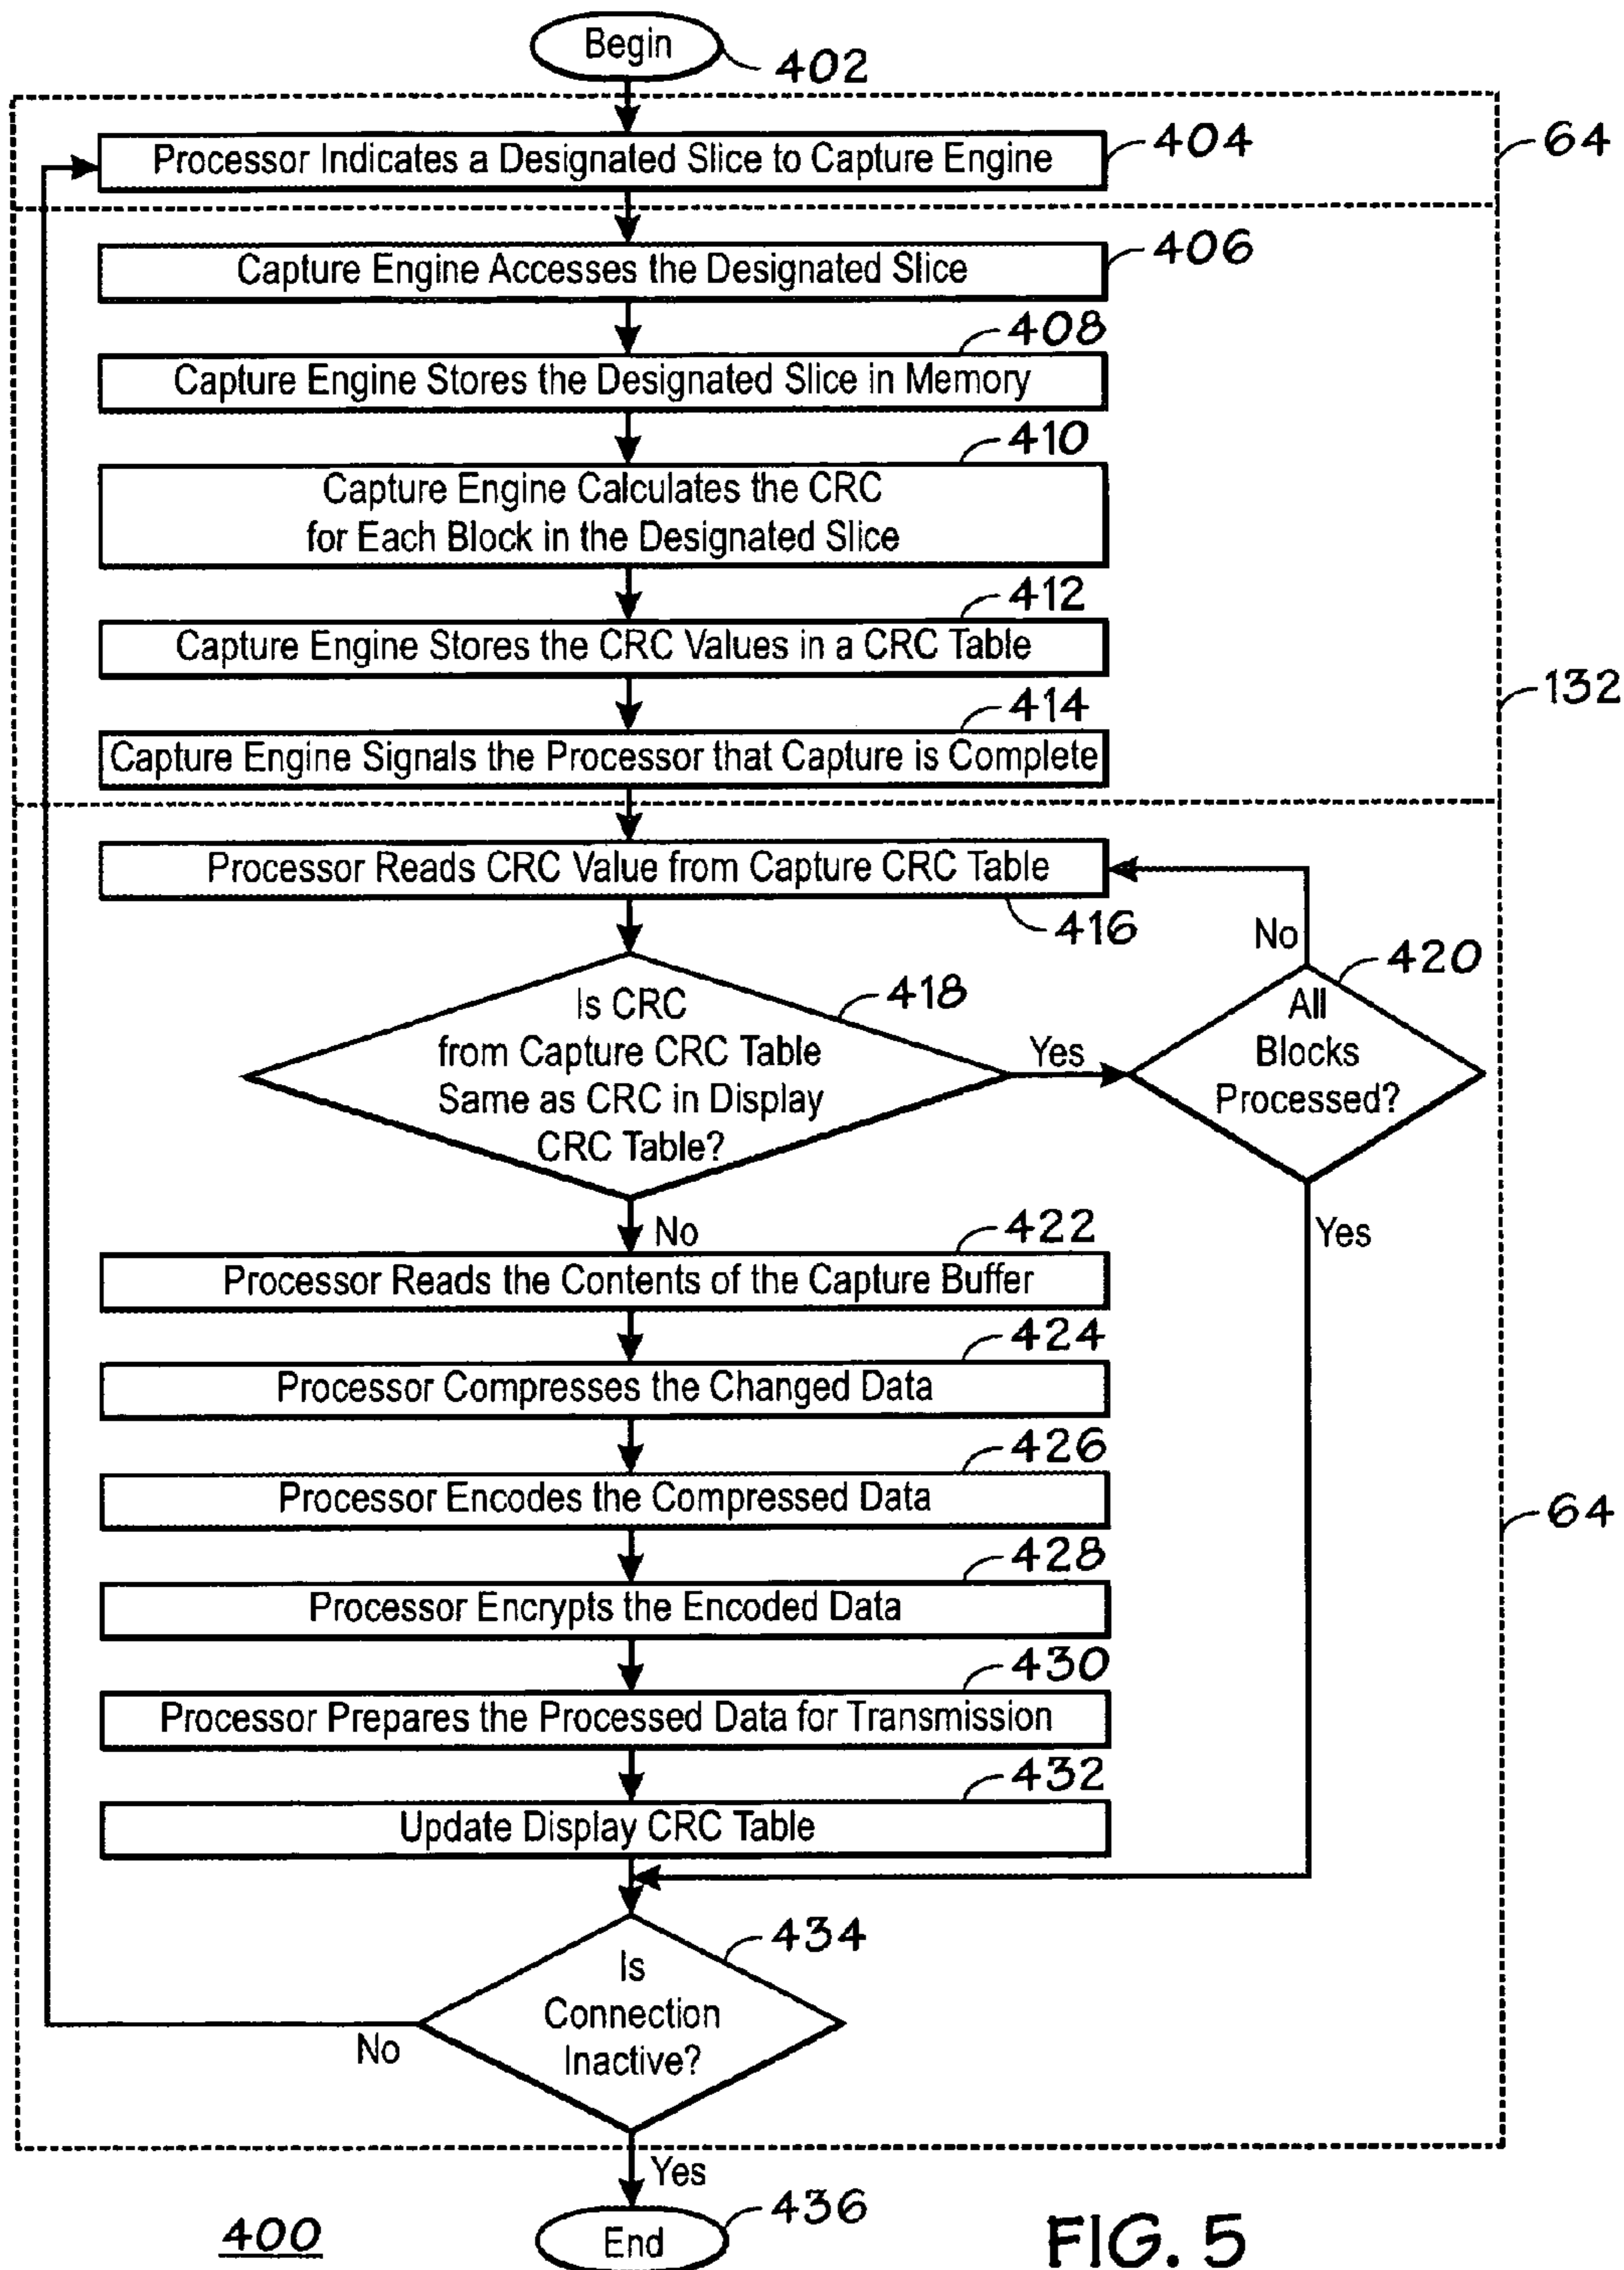 Begin
402
Processor Indicates a Designated Slice to Capture Engine
404
64
Capture Engine Accesses the Designated Slice
406
408
Capture Engine Stores the Designated Slice in Memory
410
Capture Engine Calculates the CRC
for Each Block in the Designated Slice
412
Capture Engine Stores the CRC Values in a CRC Table
132
414
Capture Engine Signals the Processor that Capture is Complete
Processor Reads CRC Value from Capture CRC Table
416
No
420
Is CRC
from Capture CRC Table
Same as CRC in Display
CRC Table?
418
Yes
All
Blocks
Processed?
No
Yes
422
Processor Reads the Contents of the Capture Buffer
424
Processor Compresses the Changed Data
426
Processor Encodes the Compressed Data
64
428
Processor Encrypts the Encoded Data
430
Processor Prepares the Processed Data for Transmission
432
Update Display CRC Table
434
Is
Connection
Inactive?
No
Yes
436
End
400
FIG. 5